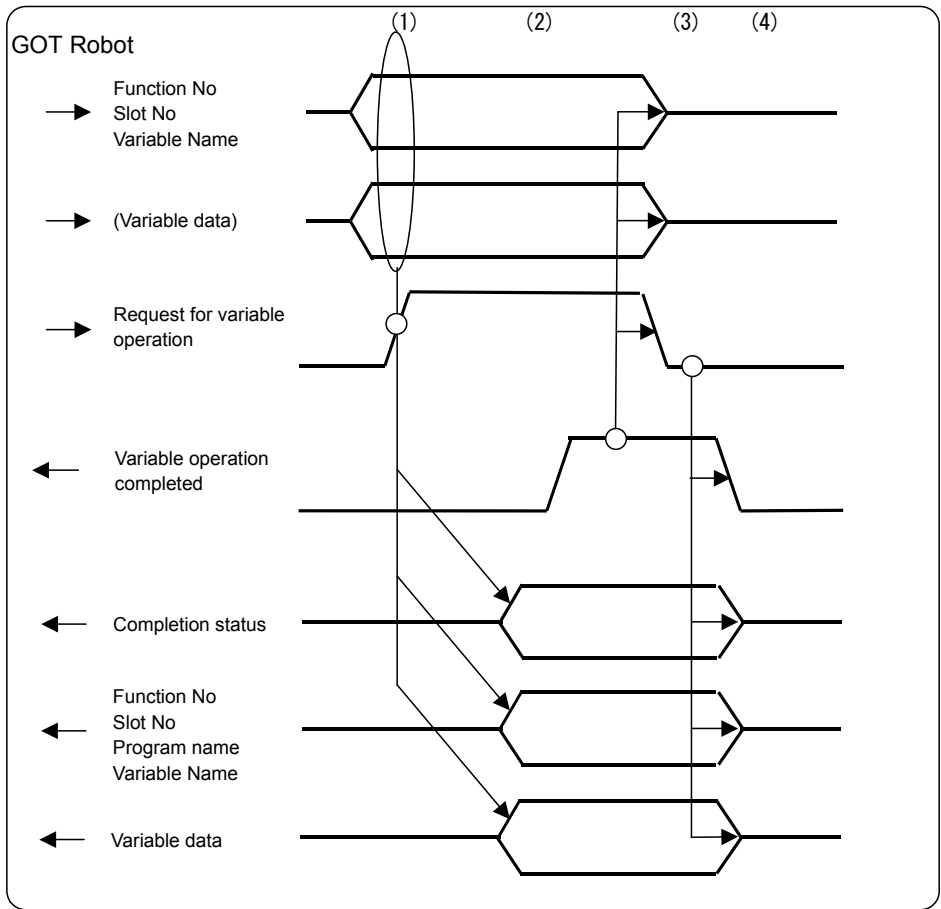 (1) (2) (3) (4)
GOT Robot
Function No
Slot No
Variable Name
(Variable data)
Request for variable
operation
Variable operation
completed
Completion status
Function No
Slot No
Program name
Variable Name
Variable data